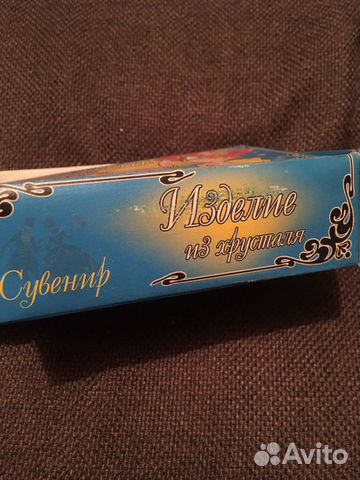 Изделие
из хрусталя
Сувенир
Avito